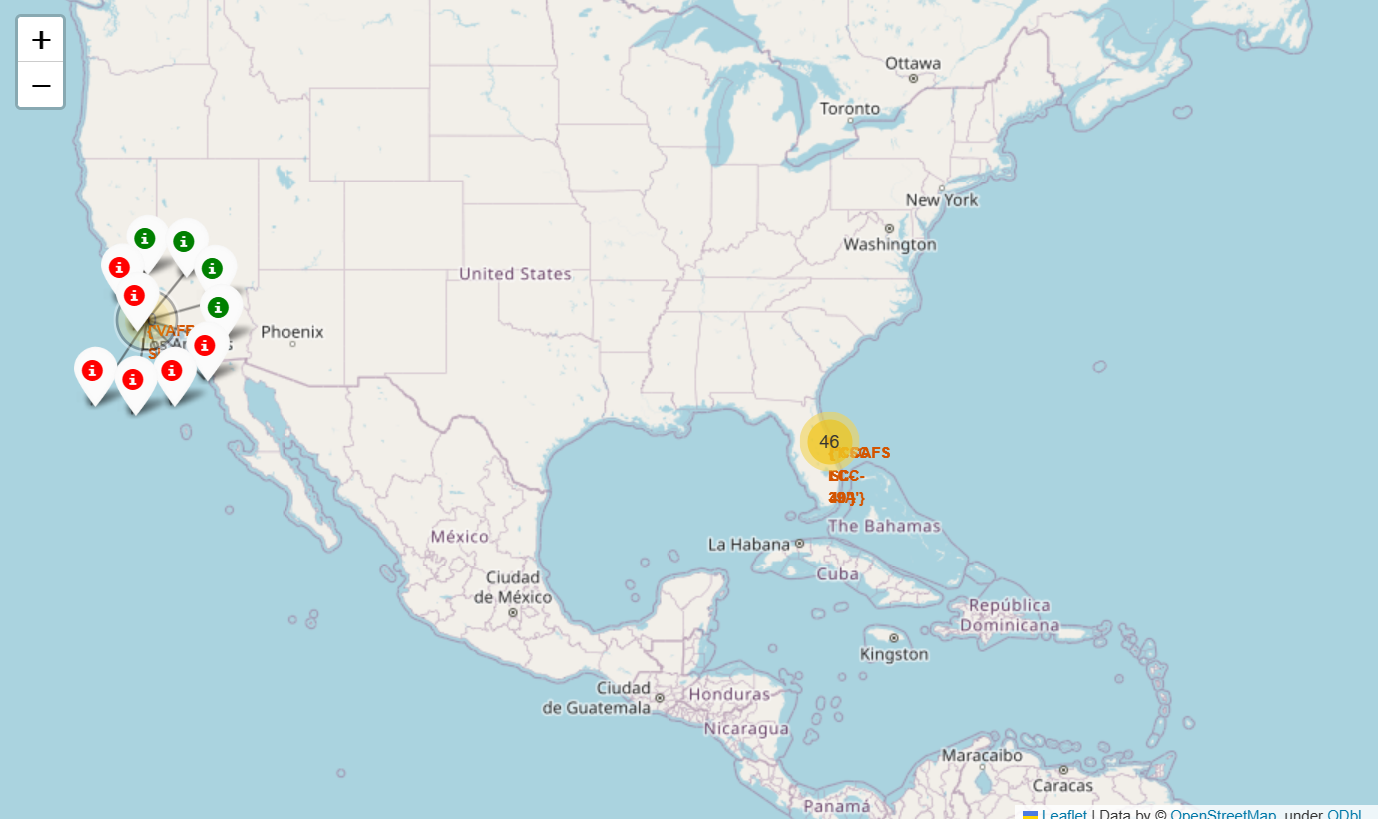 +
−
Ottawa
Toronto
New York
Washington
United States
Phoenix
46
The Bahamas
La Habana
México
Cuba
Ciudad
de México
República
Dominicana
Kingston
Ciudad
de Guatemala
Honduras
Nicaragua
Maracaibo
Caracas
Panamá
Leaflet | Data by © OpenStreetMap, under ODbL